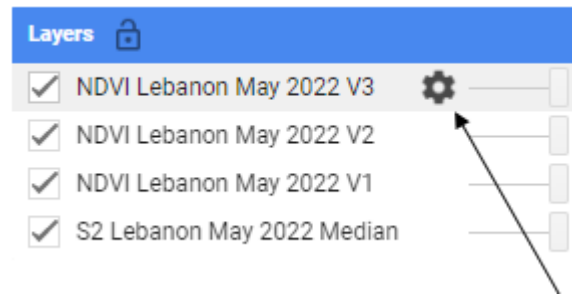 Layers
NDVI Lebanon May 2022 V3
NDVI Lebanon May 2022 V2
NDVI Lebanon May 2022 V1
S2 Lebanon May 2022 Median